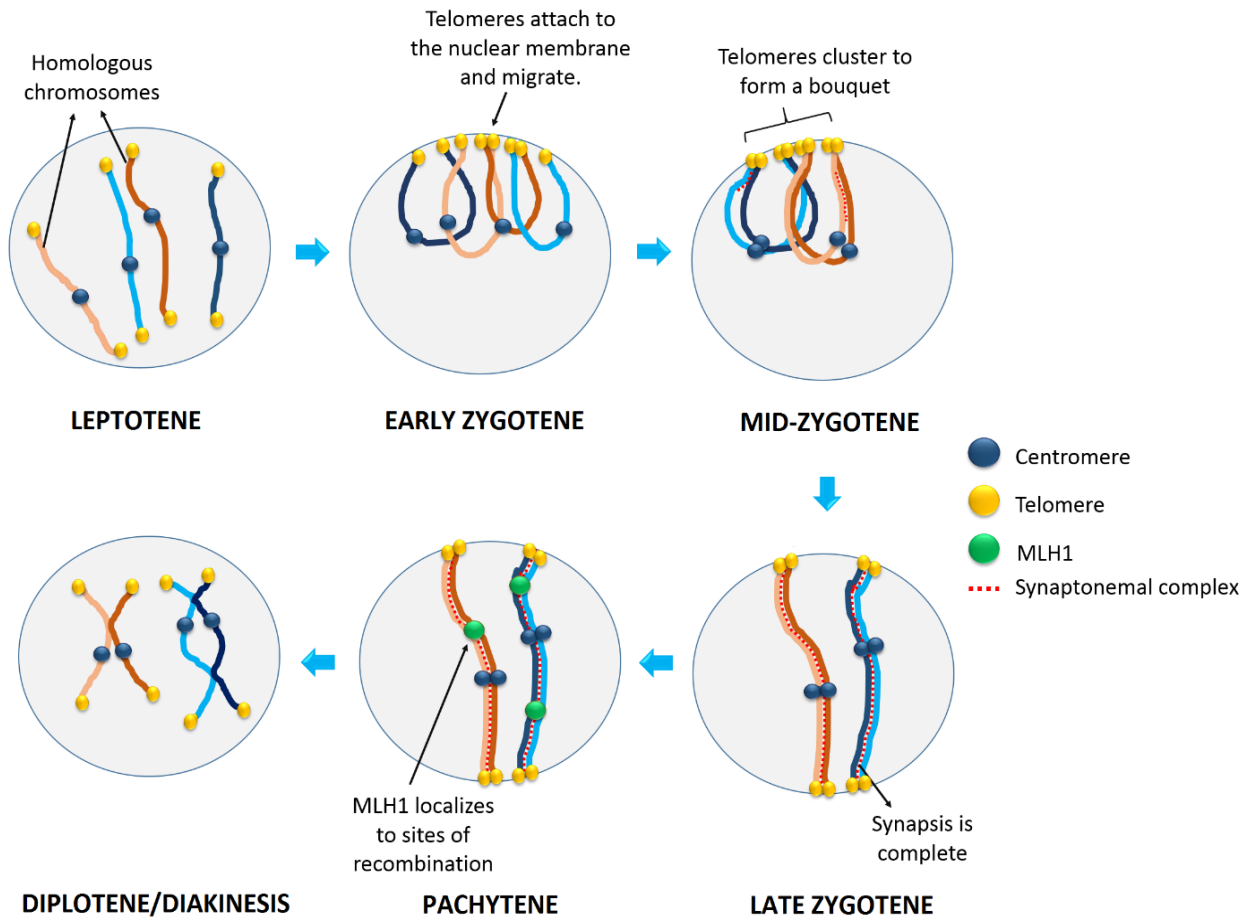 Telomeres attach to
the nuclear membrane
and migrate.
Homologous
chromosomes
Telomeres cluster to
form a bouquet
LEPTOTENE
EARLY ZYGOTENE
MID-ZYGOTENE
Centromere
Telomere
MLH1
Synaptonemal complex
MLH1 localizes
to sites of
recombination
Synapsis is
complete
DIPLOTENE/DIAKINESIS
PACHYTENE
LATE ZYGOTENE